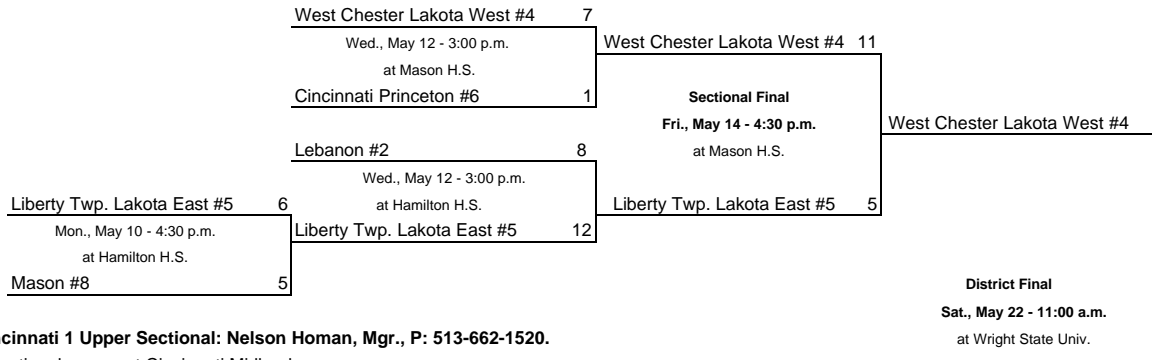 West Chester Lakota West #4 7
Wed., May 12 - 3:00 p.m.
at Mason H.S.
Cincinnati Princeton #6 1
West Chester Lakota West #4 11
Sectional Final
Fri., May 14 - 4:30 p.m.
at Mason H.S.
West Chester Lakota West #4
Lebanon #2 8
Wed., May 12 - 3:00 p.m.
at Hamilton H.S.
Liberty Twp. Lakota East #5 12
Liberty Twp. Lakota East #5 5
Liberty Twp. Lakota East #5 6
Mon., May 10 - 4:30 p.m.
at Hamilton H.S.
Mason #8 5
District Final
Sat., May 22 - 11:00 a.m.
at Wright State Univ.
cinnati 1 Upper Sectional: Nelson Homan, Mgr., P: 513-662-1520.